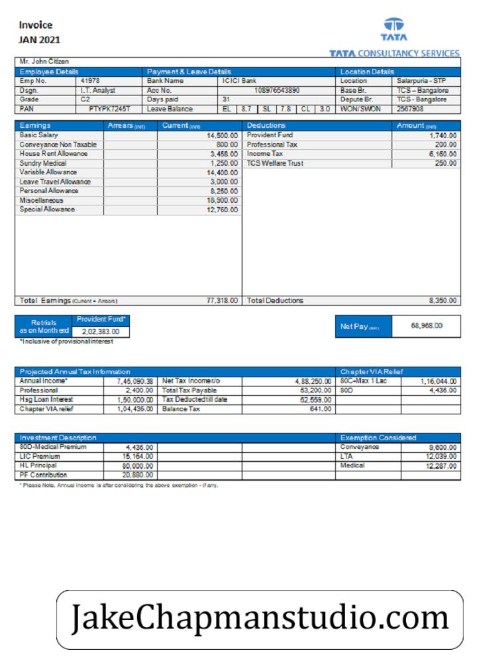 Invoice
JAN 2021
TATA
TATA CONSULTANCY SERVICES
Mr. John Citizen
Employee Details Payment & Leave Details Location Details
Emp No. 41978 Bank Name ICICI Bank Location Salarpuria - STP
Dsgn. I.T. Analyst Acc No. 108976543890 Base Br. TCS – Bangalore
Grade C2 Days paid 31 Depute Br. TCS - Bangalore
PAN PTYPK7245T Leave Balance EL 8.7 SL 7.8 CL 3.0 WON/SWON 2567908
Earnings Arrears (INR) Current (INR) Deductions Amount (INR)
Basic Salary 14,500.00 Provident Fund 1,740.00
Conveyance Non Taxable 800.00 Professional Tax 200.00
House Rent Allowance 3,458.00 Income Tax 6,160.00
Sundry Medical 1,250.00 TCS Welfare Trust 250.00
Variable Allowance 14,400.00
Leave Travel Allowance 3,000.00
Personal Allowance 8,250.00
Miscellaneous 18,900.00
Special Allowance 12,760.00
Total Earnings (Current + Arrears) 77,318.00 Total Deductions 8,350.00
Retirals as on Month end Provident Fund* 2,02,383.00 Net Pay (INR) 68,968.00
*Inclusive of provisional interest
Projected Annual Tax Information Chapter VIA Relief
Annual Income* 7,45,090.38 Net Tax Income 4,88,250.00 80C-Max 1 Lac 1,16,044.00
Professional 2,400.00 Total Tax Payable 53,200.00 80D 4,436.00
Hsg Loan Interest 1,50,000.00 Tax Deducted till date 52,559.00
Chapter VIA relief 1,04,436.00 Balance Tax 641.00
Investment Description Exemption Considered
80D-Medical Premium 4,436.00 Conveyance 9,600.00
LIC Premium 15,164.00 LTA 12,039.00
HL Principal 80,000.00 Medical 12,287.00
PF Contribution 20,880.00
* Please Note, Annual Income is after considering the above exemption - if any.
JakeChapmanstudio.com